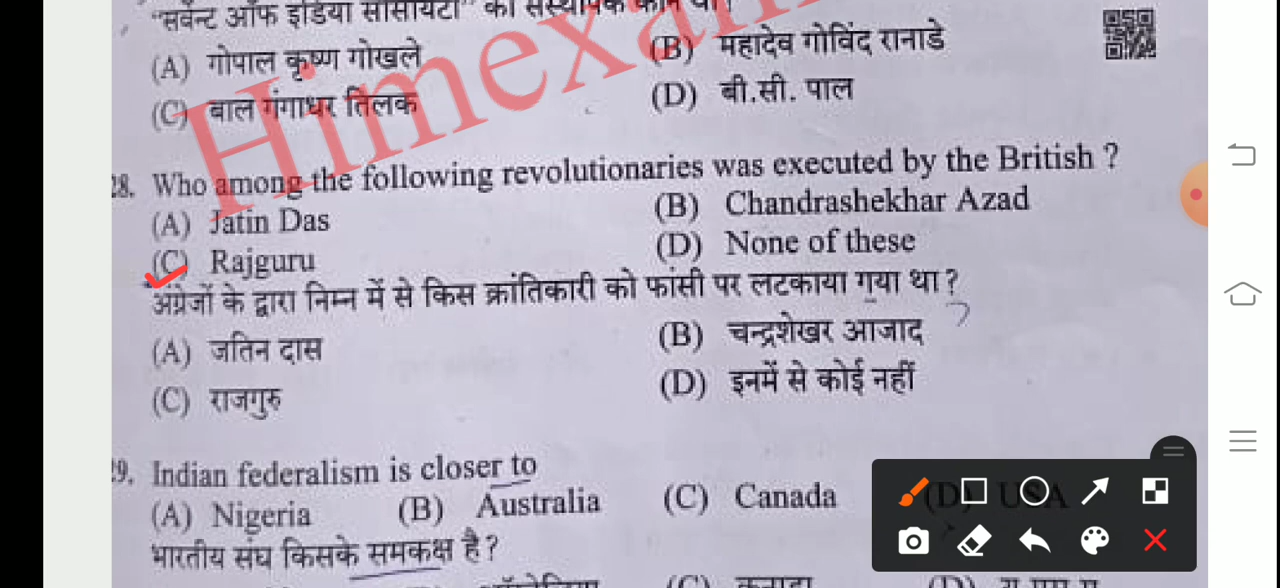 "सर्वेन्ट ऑफ इंडिया सोसायटी" का संस्थापक कौन था?
(A) गोपाल कृष्ण गोखले (B) महादेव गोविंद रानाडे
(C) बाल गंगाधर तिलक (D) बी.सी. पाल
Himexam
28. Who among the following revolutionaries was executed by the British ?
(A) Jatin Das (B) Chandrashekhar Azad
(C) Rajguru (D) None of these
अंग्रेजों के द्वारा निम्न में से किस क्रांतिकारी को फांसी पर लटकाया गया था?
(A) जतिन दास (B) चन्द्रशेखर आजाद
(C) राजगुरु (D) इनमें से कोई नहीं
29. Indian federalism is closer to
(A) Nigeria (B) Australia (C) Canada (D) USA
भारतीय संघ किसके समकक्ष है?
(C) (D)